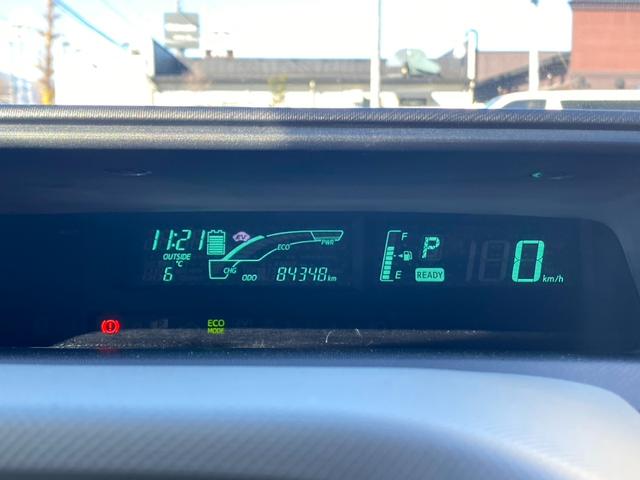 11:21
OUTSIDE
°C
6
EV
ECO
PWR
CHG
ODO 84348 km
F
E
P
READY
0 km/h
ECO
MODE